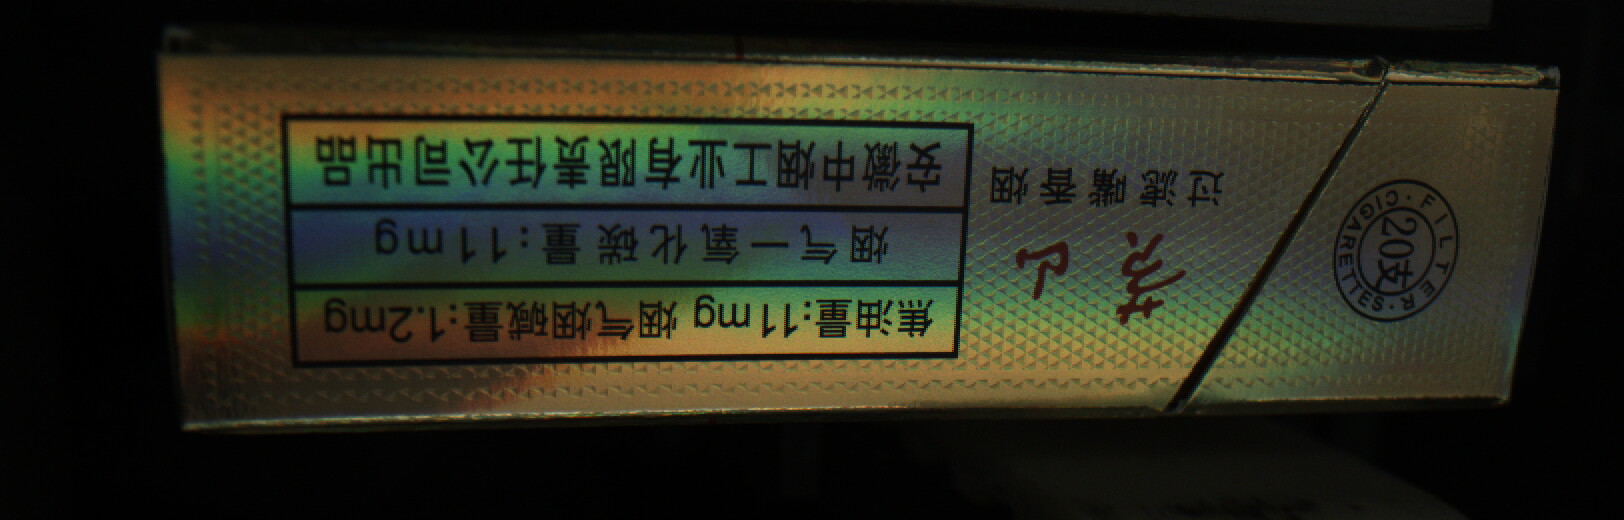 FILTER·CIGARETTES·
20支
黄山
过滤嘴香烟
焦油量:11mg 烟气烟碱量:1.2mg
烟气一氧化碳量:11mg
安徽中烟工业有限责任公司出品